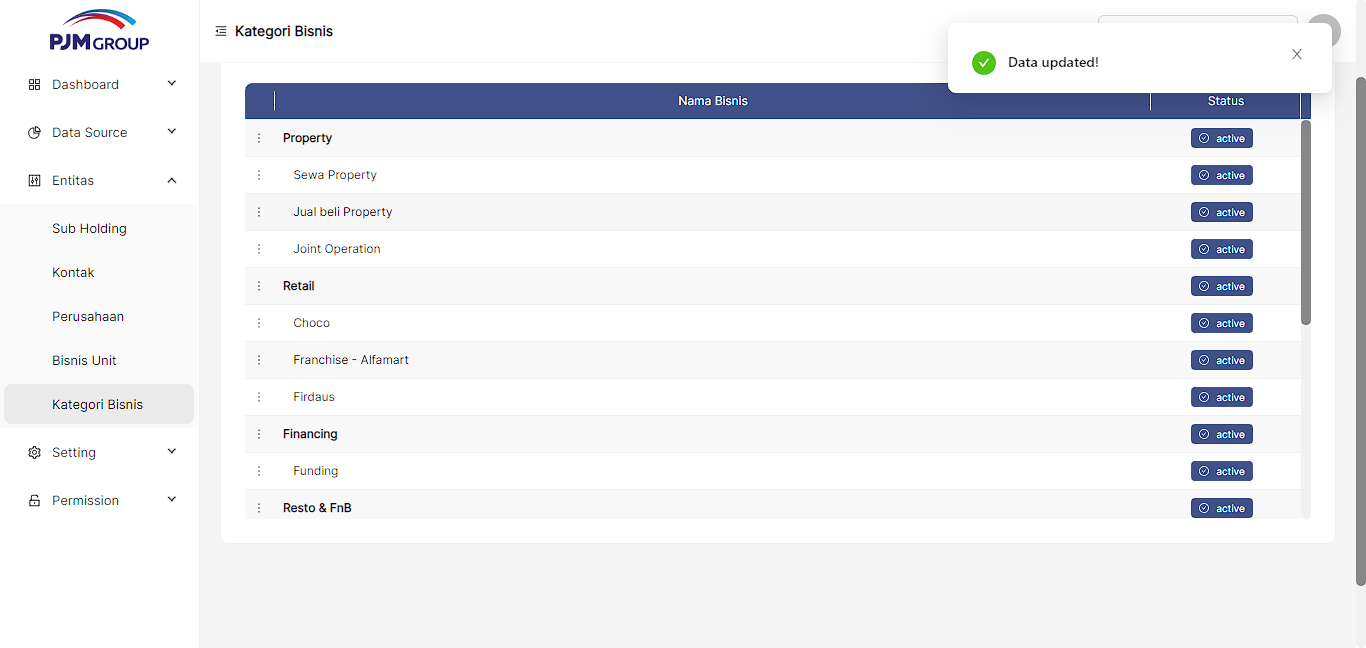 PJM GROUP
Kategori Bisnis
Data updated!
Dashboard
Data Source
Entitas
Sub Holding
Kontak
Perusahaan
Bisnis Unit
Kategori Bisnis
Setting
Permission
Nama Bisnis Status
Property active
Sewa Property active
Jual beli Property active
Joint Operation active
Retail active
Choco active
Franchise - Alfamart active
Firdaus active
Financing active
Funding active
Resto & FnB active